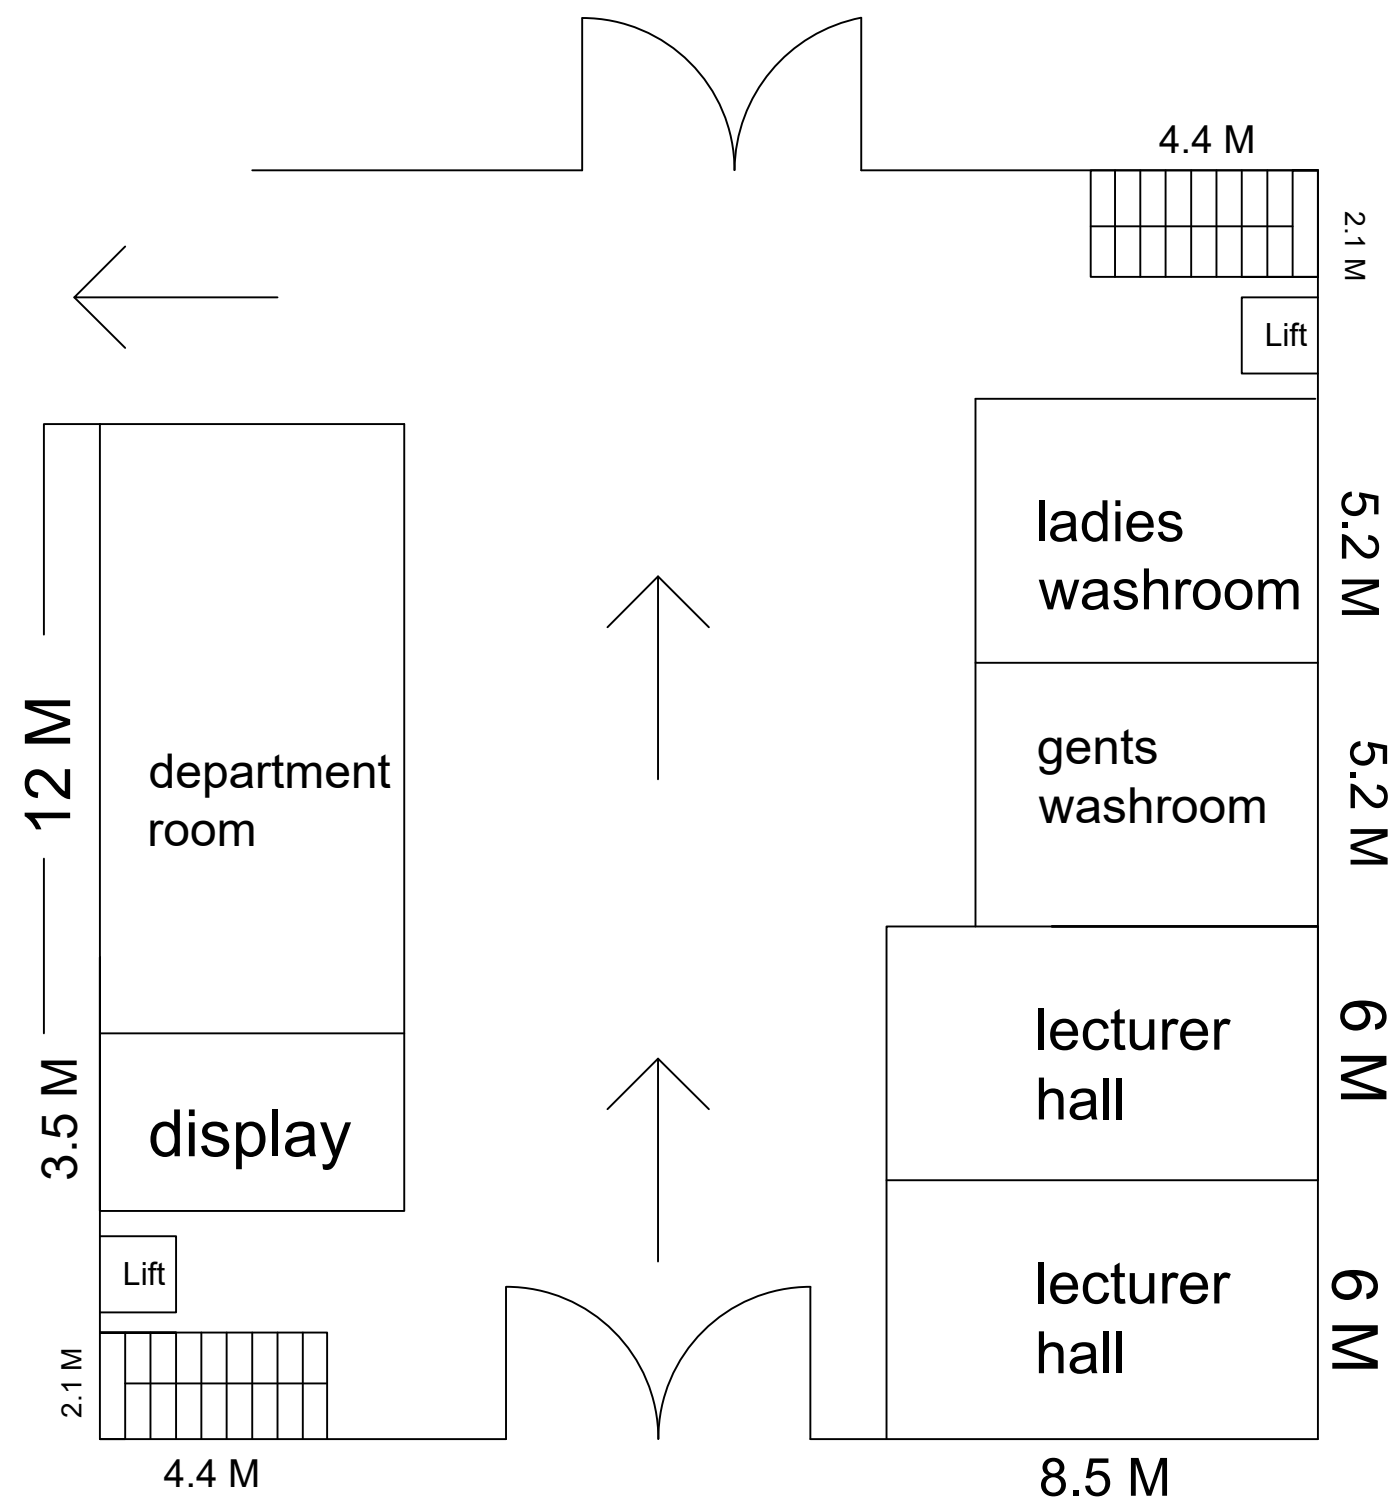 4.4 M
2.1 M
Lift
ladies
washroom
5.2 M
12 M
department
room
gents
washroom
5.2 M
lecturer
hall
6 M
3.5 M
display
Lift
lecturer
hall
6 M
2.1 M
4.4 M
8.5 M